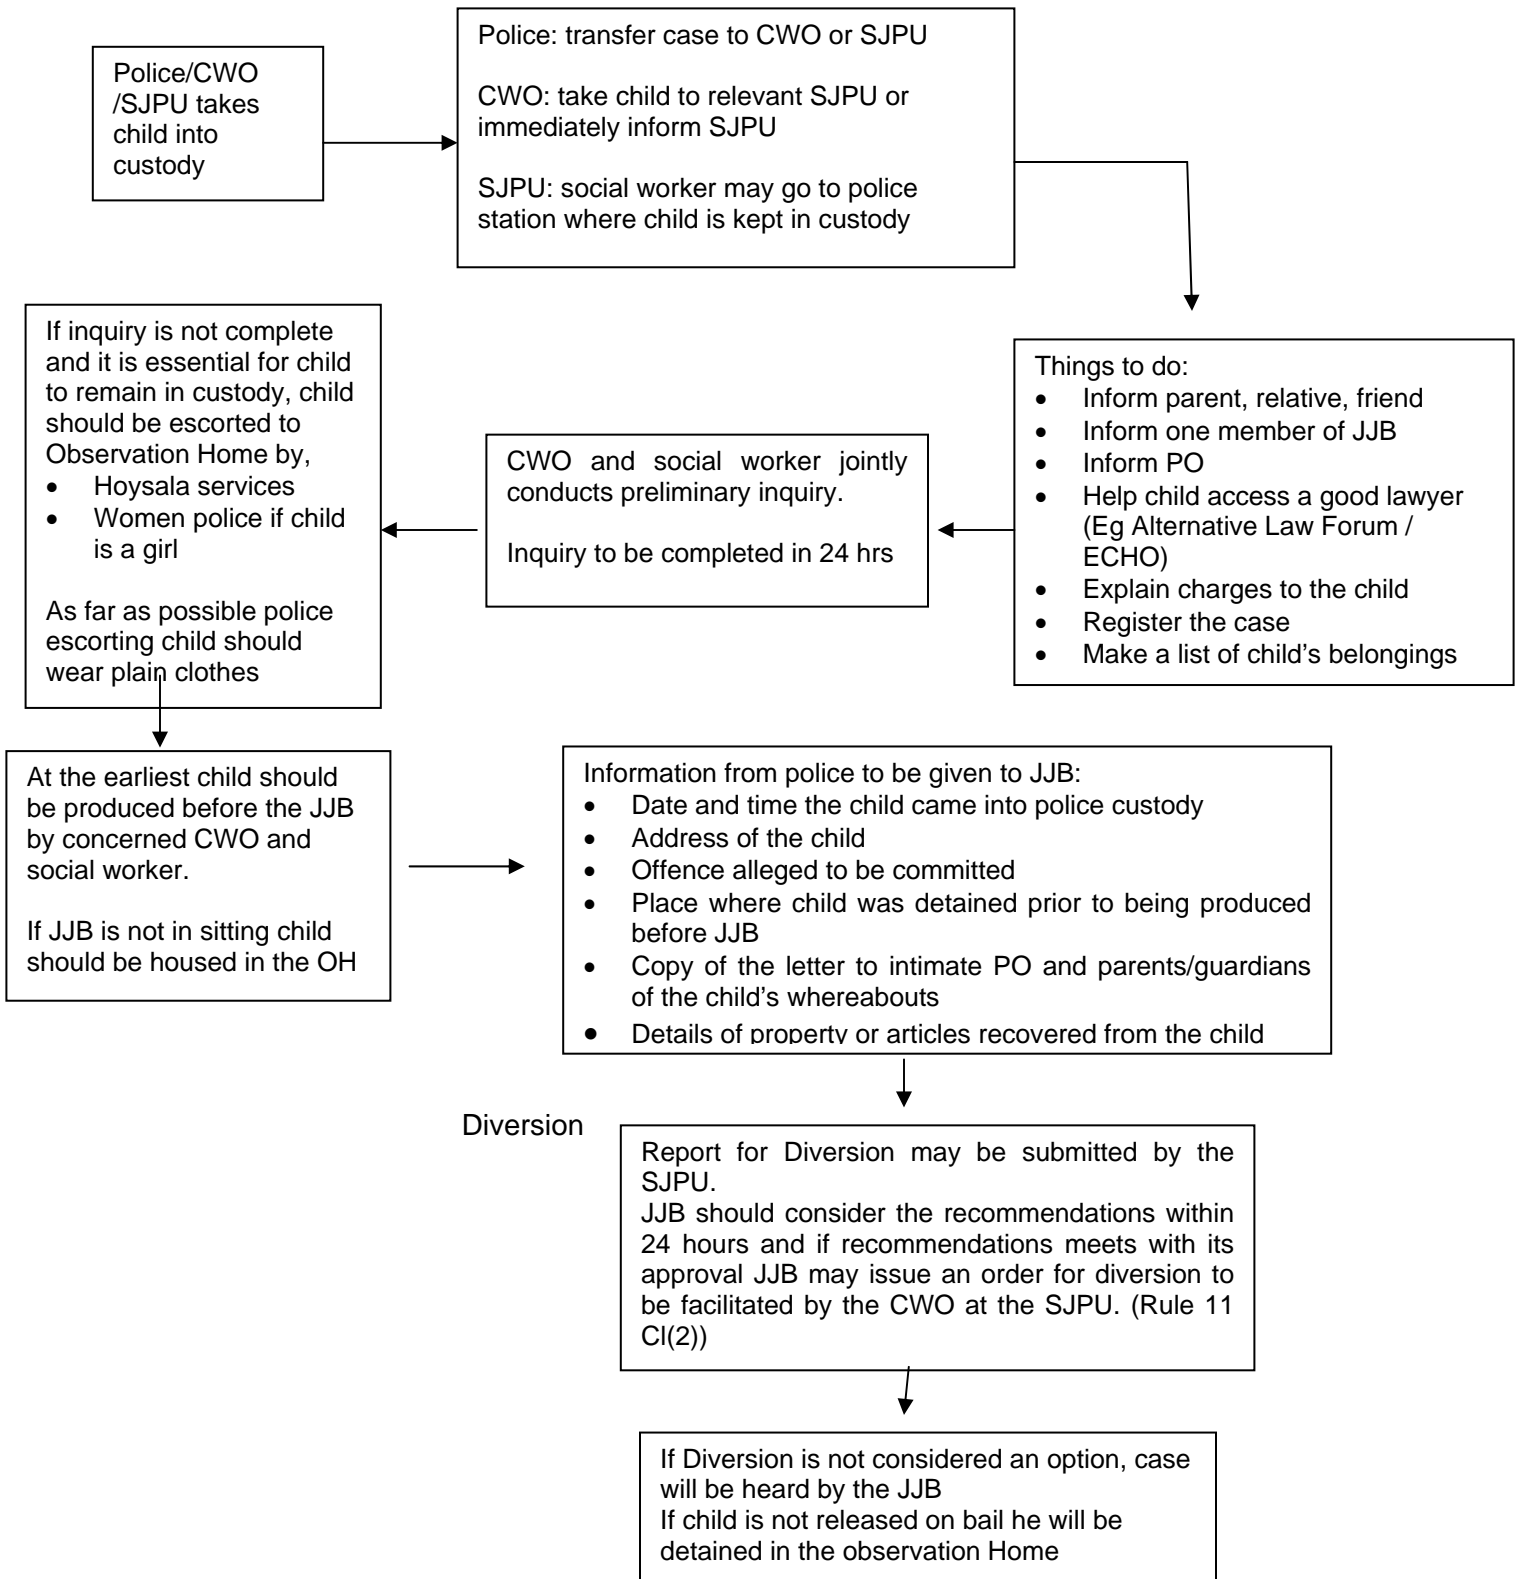 Police/CWO
/SJPU takes
child into
custody
Police: transfer case to CWO or SJPU
CWO: take child to relevant SJPU or
immediately inform SJPU
SJPU: social worker may go to police
station where child is kept in custody
Things to do:
• Inform parent, relative, friend
• Inform one member of JJB
• Inform PO
• Help child access a good lawyer
(Eg Alternative Law Forum /
ECHO)
• Explain charges to the child
• Register the case
• Make a list of child's belongings
CWO and social worker jointly
conducts preliminary inquiry.
Inquiry to be completed in 24 hrs
If inquiry is not complete
and it is essential for child
to remain in custody, child
should be escorted to
Observation Home by,
• Hoysala services
• Women police if child
is a girl
As far as possible police
escorting child should
wear plain clothes
At the earliest child should
be produced before the JJB
by concerned CWO and
social worker.
If JJB is not in sitting child
should be housed in the OH
Information from police to be given to JJB:
• Date and time the child came into police custody
• Address of the child
• Offence alleged to be committed
• Place where child was detained prior to being produced
before JJB
• Copy of the letter to intimate PO and parents/guardians
of the child's whereabouts
• Details of property or articles recovered from the child
Diversion
Report for Diversion may be submitted by the
SJPU.
JJB should consider the recommendations within
24 hours and if recommendations meets with its
approval JJB may issue an order for diversion to
be facilitated by the CWO at the SJPU. (Rule 11
Cl(2))
If Diversion is not considered an option, case
will be heard by the JJB
If child is not released on bail he will be
detained in the observation Home